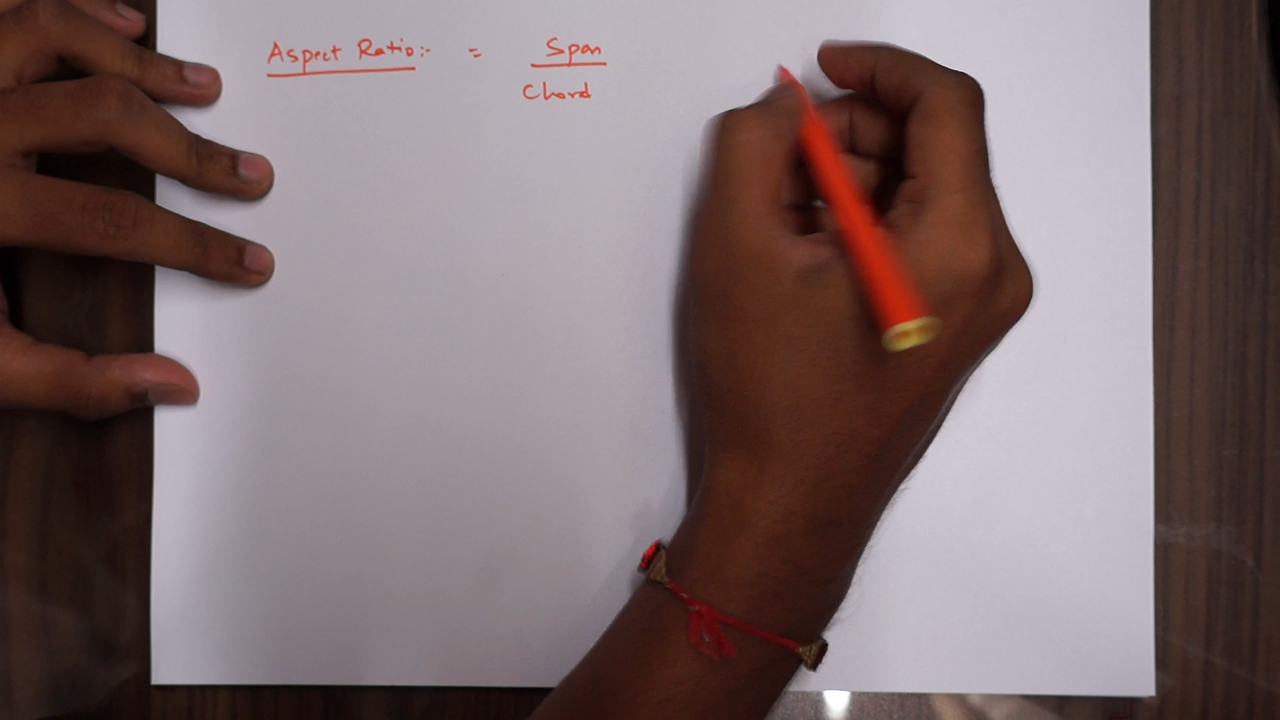 Aspect Ratio:- = Span
Chord